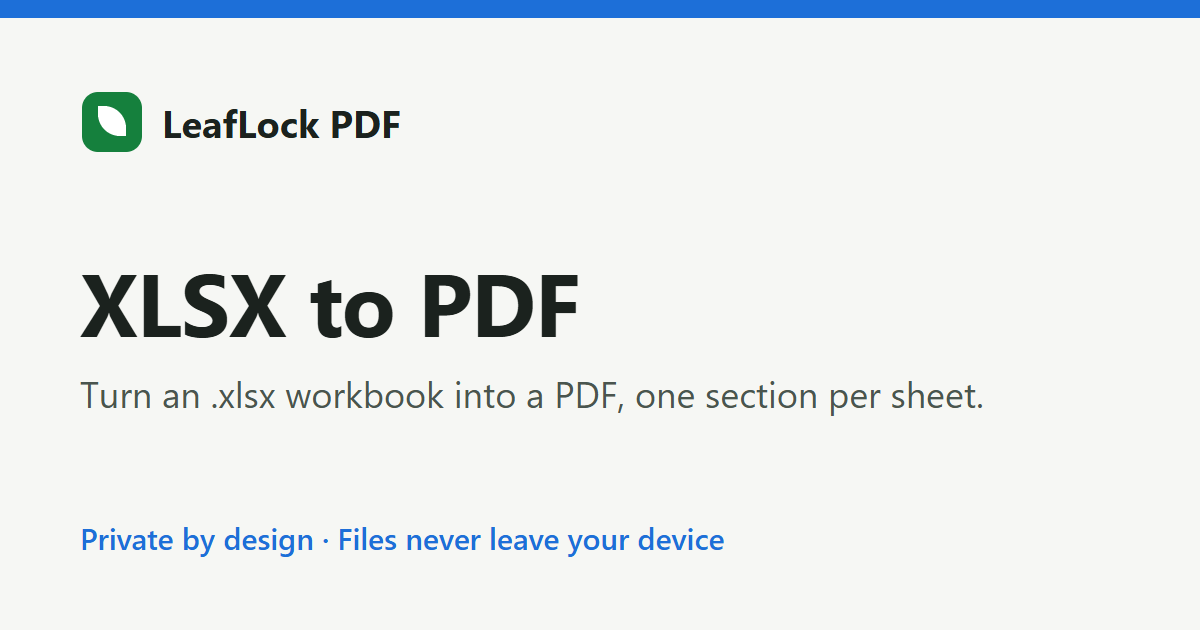 LeafLock PDF
XLSX to PDF
Turn an .xlsx workbook into a PDF, one section per sheet.
Private by design · Files never leave your device